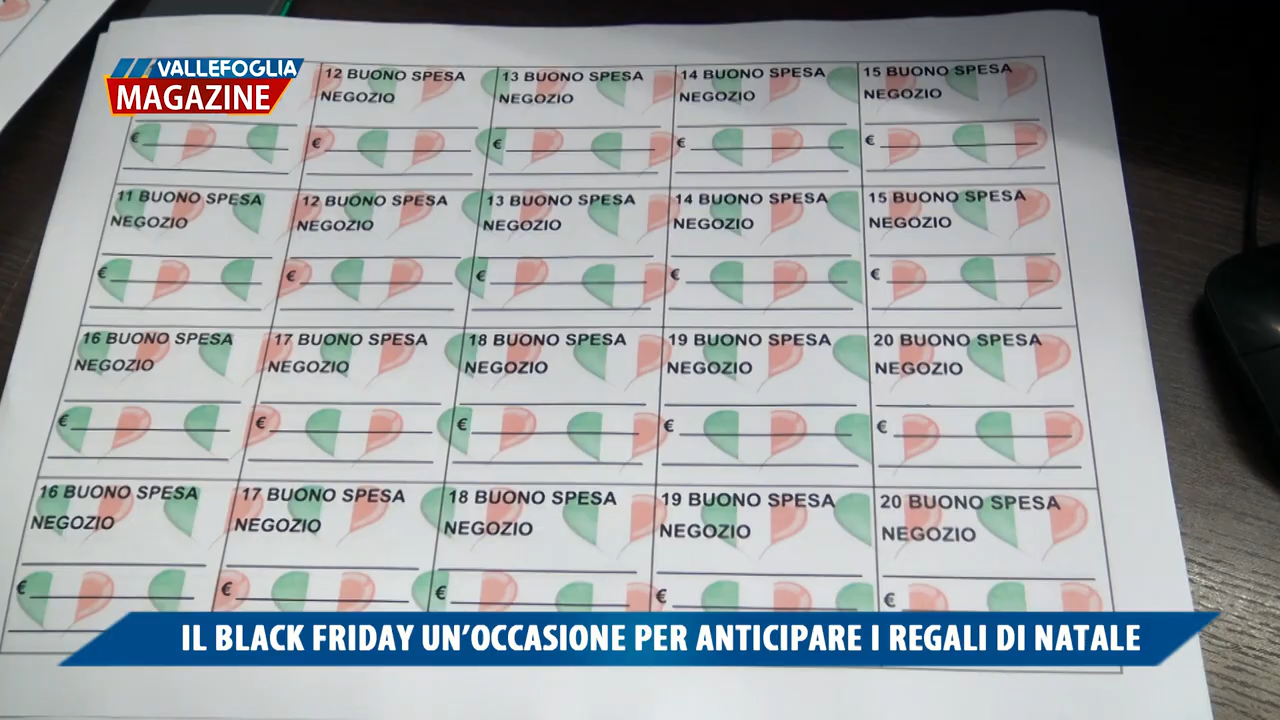 VALLEFOGLIA
MAGAZINE
12 BUONO SPESA
NEGOZIO
€
13 BUONO SPESA
NEGOZIO
€
14 BUONO SPESA
NEGOZIO
€
15 BUONO SPESA
NEGOZIO
€
€
11 BUONO SPESA
NEGOZIO
€
12 BUONO SPESA
NEGOZIO
€
13 BUONO SPESA
NEGOZIO
€
14 BUONO SPESA
NEGOZIO
€
15 BUONO SPESA
NEGOZIO
€
16 BUONO SPESA
NEGOZIO
€
17 BUONO SPESA
NEGOZIO
€
18 BUONO SPESA
NEGOZIO
€
19 BUONO SPESA
NEGOZIO
€
20 BUONO SPESA
NEGOZIO
€
16 BUONO SPESA
NEGOZIO
€
17 BUONO SPESA
NEGOZIO
€
18 BUONO SPESA
NEGOZIO
€
19 BUONO SPESA
NEGOZIO
€
20 BUONO SPESA
NEGOZIO
€
IL BLACK FRIDAY UN’OCCASIONE PER ANTICIPARE I REGALI DI NATALE